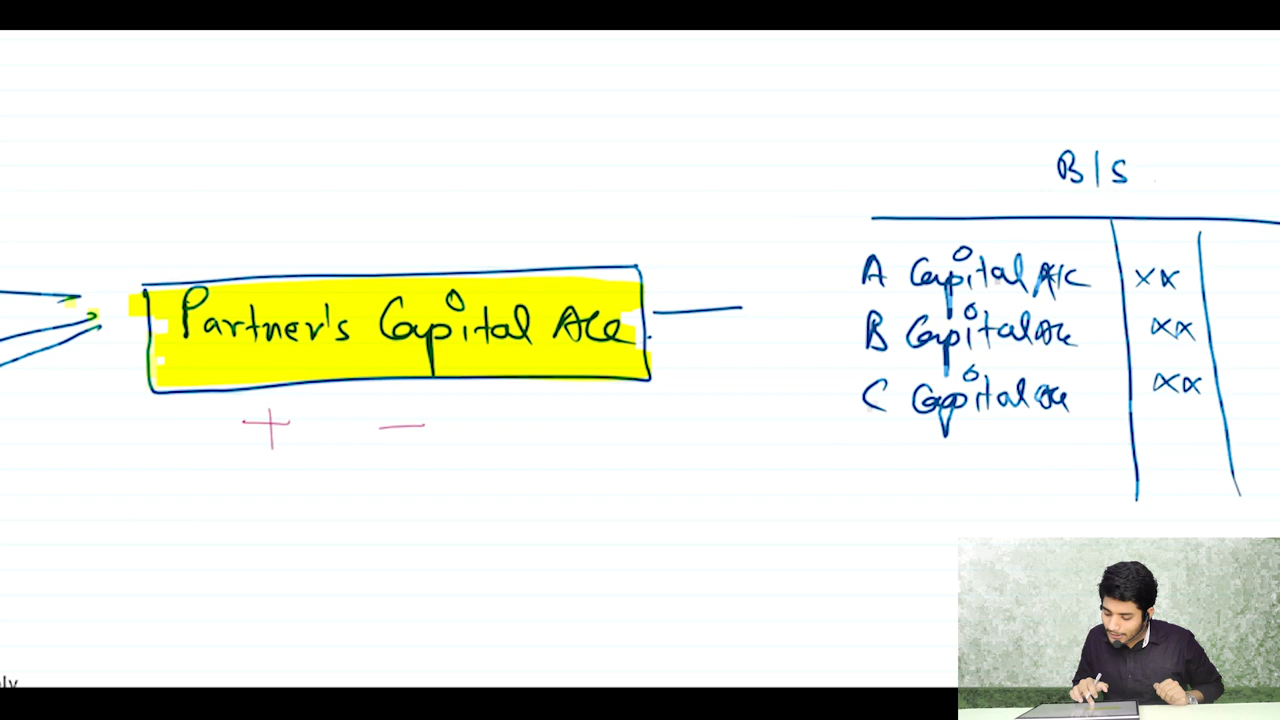 B/S
Partner's Capital A/c
A Capital A/c xx
B Capital A/c xx
C Capital A/c xx
+ -